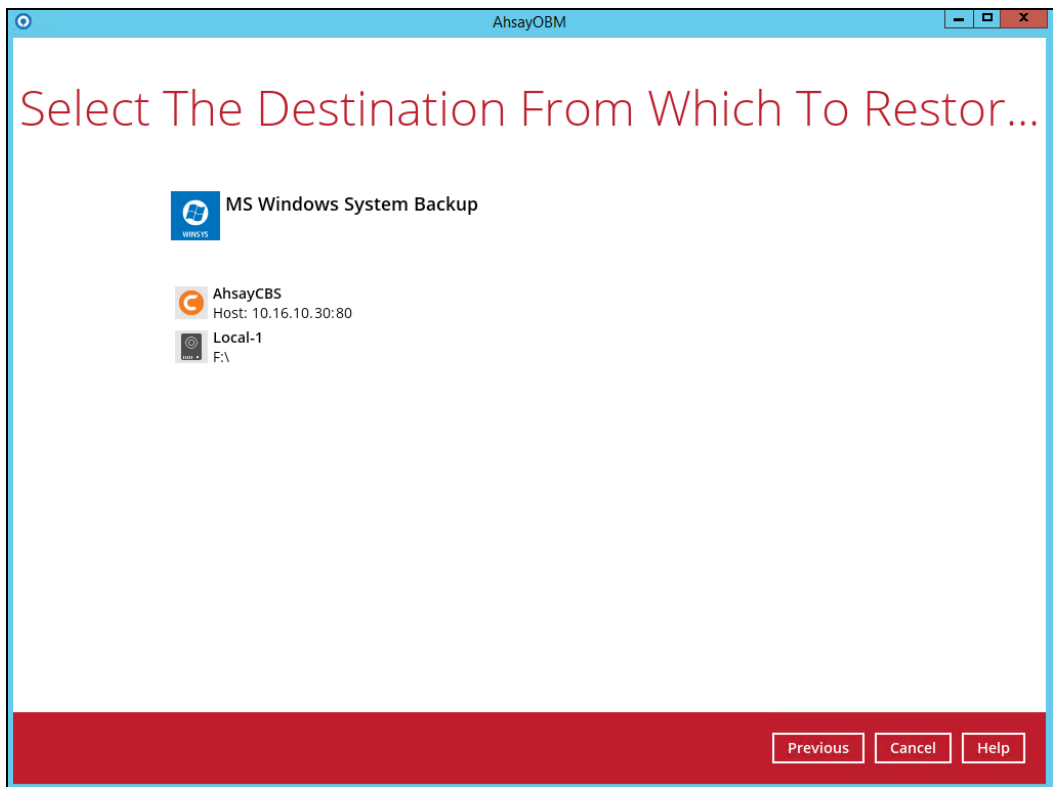 AhsayOBM
X
Select The Destination From Which To Restor...
MS Windows System Backup
WINSYS
AhsayCBS
Host: 10.16.10.30:80
Local-1
F:\
Previous Cancel Help